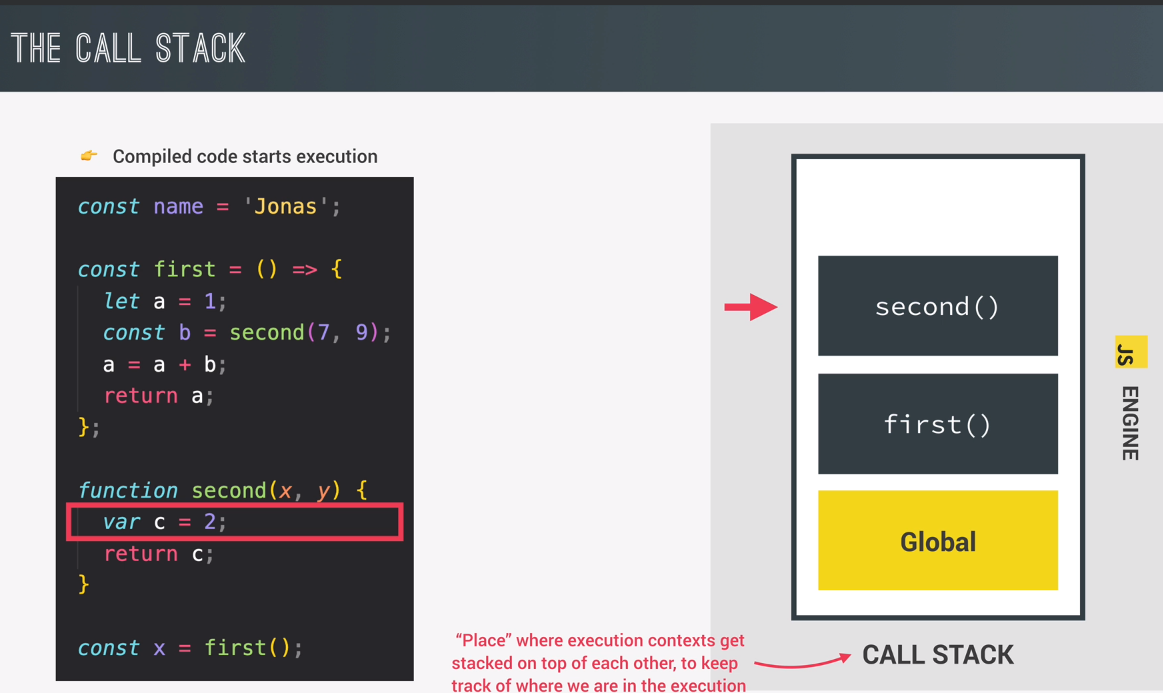 THE CALL STACK
👉 Compiled code starts execution
const name = 'Jonas';
const first = () => {
let a = 1;
const b = second(7, 9);
a = a + b;
return a;
};
function second(x, y) {
var c = 2;
return c;
}
const x = first();
second()
first()
Global
CALL STACK
JS ENGINE
“Place” where execution contexts get
stacked on top of each other, to keep
track of where we are in the execution